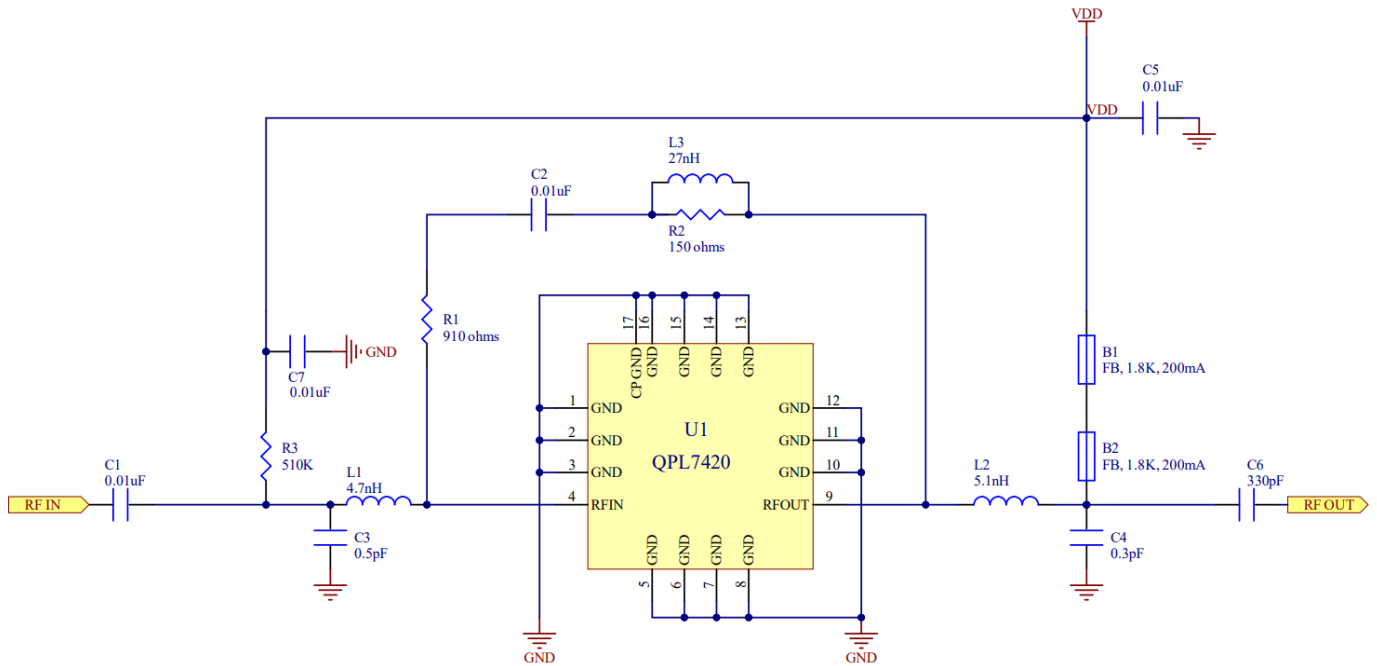 VDD
C5
0.01uF
VDD
L3
27nH
C2
0.01uF
R2
150 ohms
R1
910 ohms
17
16
15
14
13
CP GND
GND
GND
GND
GND
GND
C7
0.01uF
B1
FB, 1.8K, 200mA
1
GND
GND
12
2
GND
U1
GND
11
3
GND
QPL7420
GND
10
4
RFIN
RFOUT
9
R3
510K
B2
FB, 1.8K, 200mA
C1
0.01uF
L1
4.7nH
L2
5.1nH
C6
330pF
RF IN
RF OUT
C3
0.5pF
C4
0.3pF
GND
GND
GND
GND
5
6
7
8
GND
GND